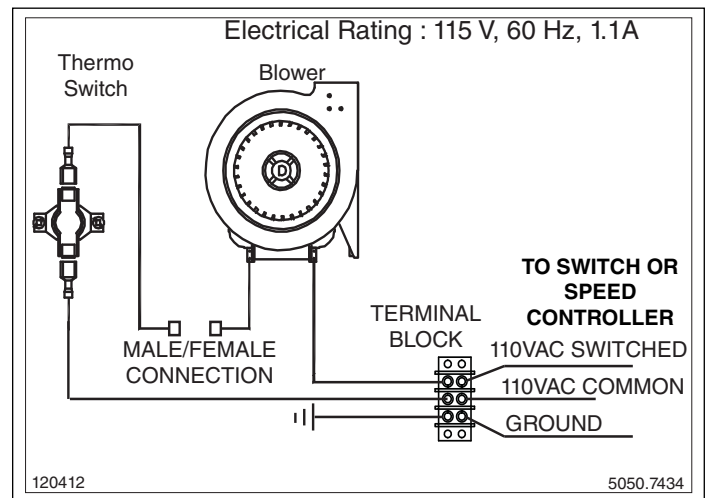 Electrical Rating : 115 V, 60 Hz, 1.1A
Thermo
Switch
Blower
D
TO SWITCH OR
SPEED
CONTROLLER
TERMINAL
BLOCK
110VAC SWITCHED
MALE/FEMALE
CONNECTION
110VAC COMMON
GROUND
120412
5050.7434